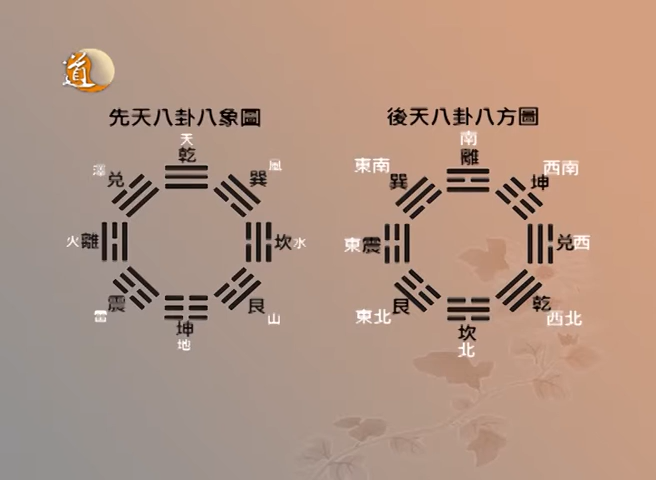 道
先天八卦八象圖
天
乾
澤 兌
巽 風
火 離
坎 水
震 雷
艮 山
坤
地
後天八卦八方圖
南
離
東南 巽
坤 西南
東 震
兌 西
東北 艮
乾 西北
坎
北